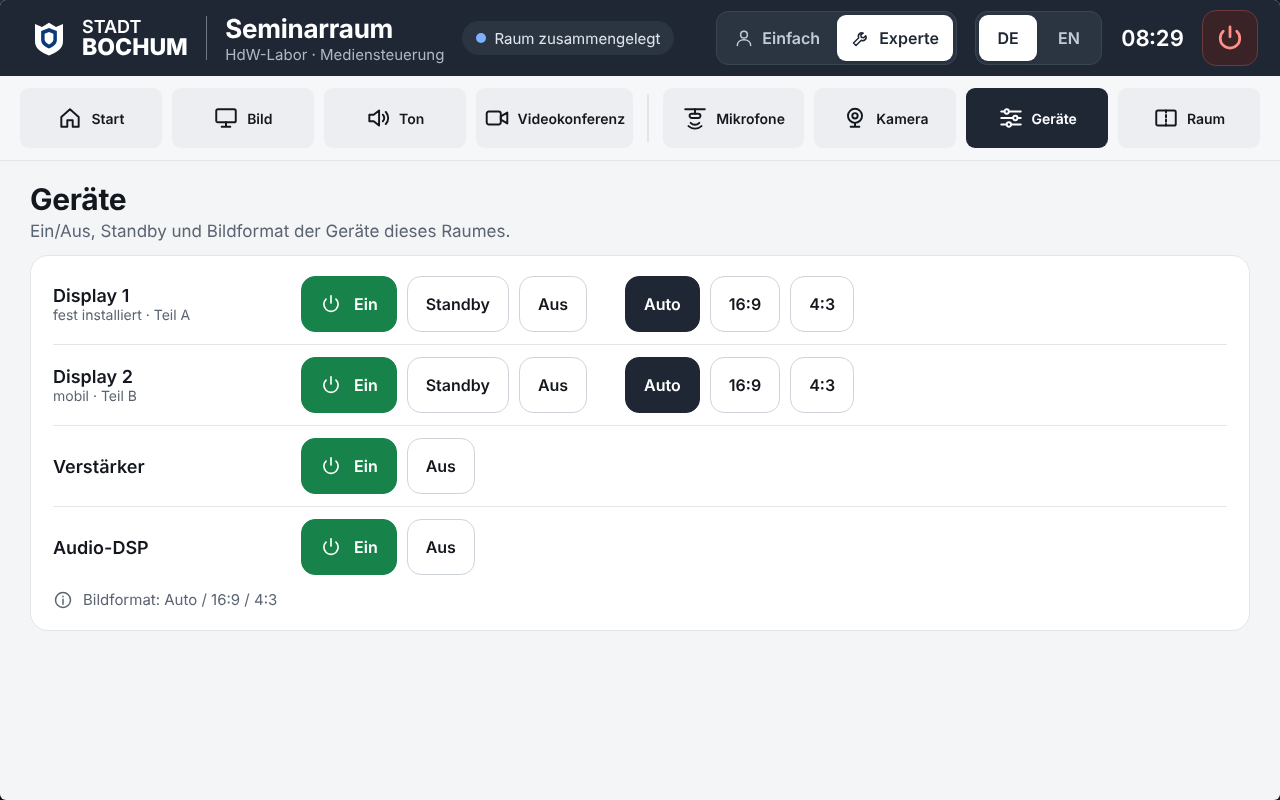 STADT
BOCHUM
Seminarraum
HdW-Labor · Mediensteuerung
Raum zusammengelegt
Einfach
Experte
DE
EN
08:29
Start
Bild
Ton
Videokonferenz
Mikrofone
Kamera
Geräte
Raum
Geräte
Ein/Aus, Standby und Bildformat der Geräte dieses Raumes.
Display 1
fest installiert · Teil A
Ein
Standby
Aus
Auto
16:9
4:3
Display 2
mobil · Teil B
Ein
Standby
Aus
Auto
16:9
4:3
Verstärker
Ein
Aus
Audio-DSP
Ein
Aus
Bildformat: Auto / 16:9 / 4:3